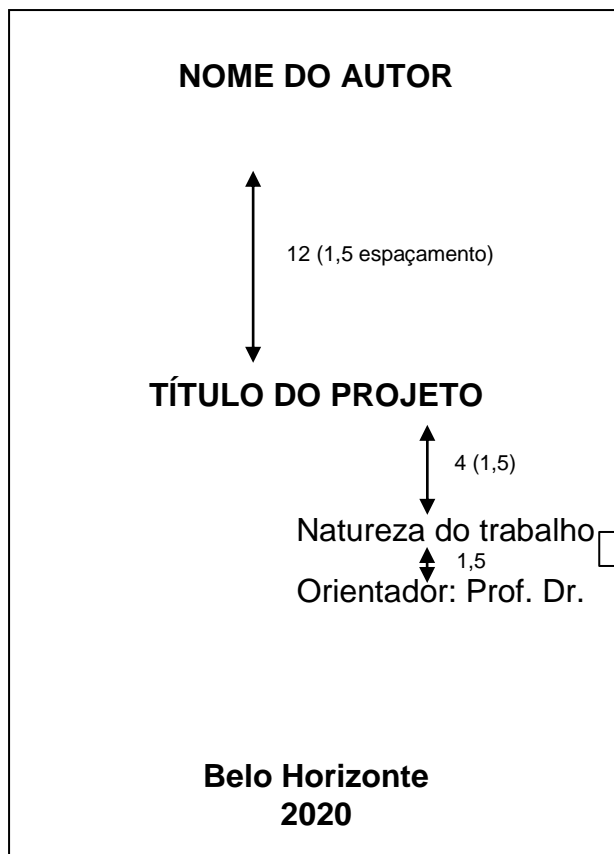 NOME DO AUTOR
12 (1,5 espaçamento)
TÍTULO DO PROJETO
4 (1,5)
Natureza do trabalho
1,5
Orientador: Prof. Dr.
Belo Horizonte
2020